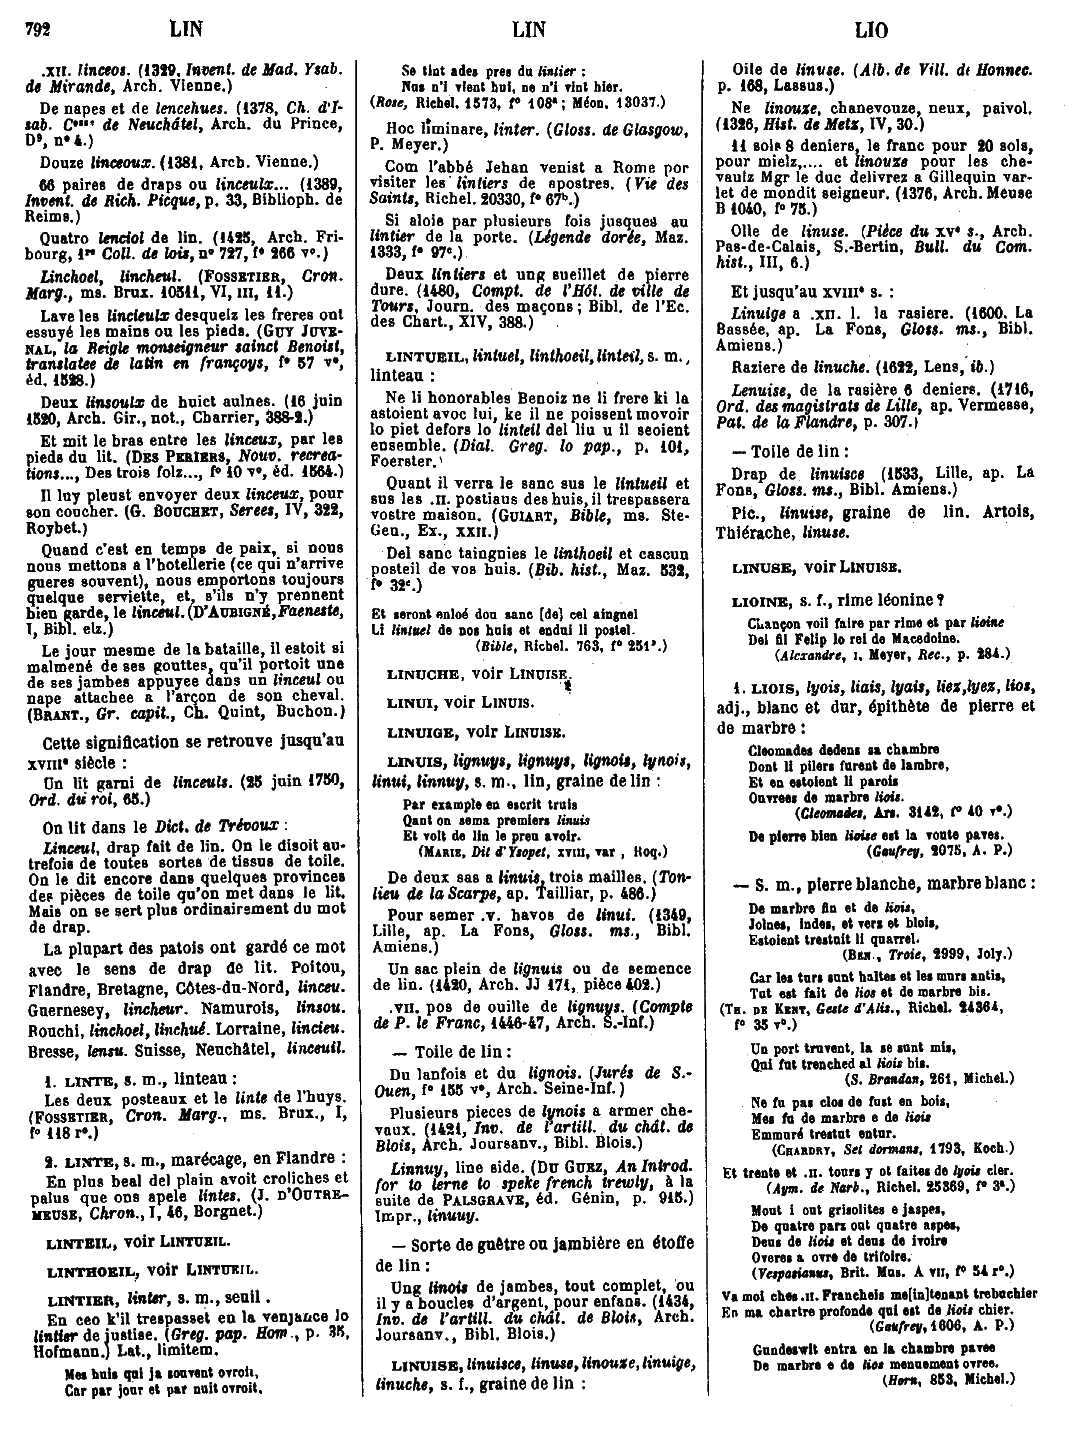 792 LIN LIN LIO
.XII. linceos. (1329, Invent. de Mad. Ysab.
de Mirande, Arch. Vienne.)
De napes et de lencehues. (1378, Ch. d'I-
sab. de Neuchâtel, Arch. du Prince,
D9, n° 4.)
Douze linceoux. (1381, Arch. Vienne.)
66 paires de draps ou linceulx... (1389,
Invent. de Rich. Picque, p. 33, Biblioph. de
Reims.)
Quatro lenciol de lin. (1425, Arch. Fri-
bourg, 1re Coll. de lois, n° 727, f° 266 v°.)
Linchoel, lincheul. (FOSSETIER, Cron.
Marg., ms. Brux. 10511, VI, III, 11.)
Lave les lincieulx desquelz les freres ont
essuyé les mains ou les pieds. (GUY JUVE-
NAL, la Reigle monseigneur sainct Benoist,
translatee de latin en françoys, f° 57 v°,
éd. 1528.)
Deux linsoulx de huict aulnes. (16 juin
1520, Arch. Gir., not., Charrier, 388-2.)
Et mit le bras entre les linceux, par les
pieds du lit. (DES PERIERS, Nouv. recrea-
tions..., Des trois folz..., f° 10 v°, éd. 1564.)
Il luy pleust envoyer deux linceux, pour
son coucher. (G. BOUCHET, Serees, IV, 322,
Roybet.)
Quand c'est en temps de paix, si nous
nous mettons a l'hotellerie (ce qui n'arrive
gueres souvent), nous emportons toujours
quelque serviette, et, s'ils n'y prennent
bien garde, le linceul. (D'AUBIGNÉ, Faeneste,
I, Bibl. elz.)
Le jour mesme de la bataille, il estoit si
malmené de ses gouttes, qu'il portoit une
de ses jambes appuyee dans un linceul ou
nape attachee a l'arçon de son cheval.
(BRANT., Gr. capit., Ch. Quint, Buchon.)
Cette signification se retrouve jusqu'au
XVIIIe siècle :
Un lit garni de linceuls. (25 juin 1750,
Ord. du roi, 65.)
On lit dans le Dict. de Trévoux :
Linceul, drap fait de lin. On le disoit au-
trefois de toutes sortes de tissus de toile.
On le dit encore dans quelques provinces
des pièces de toile qu'on met dans le lit.
Mais on se sert plus ordinairement du mot
de drap.
La plupart des patois ont gardé ce mot
avec le sens de drap de lit. Poitou,
Flandre, Bretagne, Côtes-du-Nord, linceu.
Guernesey, lincheur. Namurois, linsou.
Rouchi, linchoel, linchué. Lorraine, lincieu.
Bresse, lensu. Suisse, Neuchâtel, linceuil.
1. LINTE, s. m., linteau :
Les deux posteaux et le linte de l'huys.
(FOSSETIER, Cron. Marg., ms. Brux., I,
f° 118 r°.)
2. LINTE, s. m., marécage, en Flandre :
En plus beal del plain avoit croliches et
palus que ons apele lintes. (J. D'OUTRE-
MEUSE, Chron., I, 46, Borgnet.)
LINTEIL, voir LINTUEIL.
LINTHOEIL, voir LINTUEIL.
LINTIER, linter, s. m., seuil.
En ceo k'il trespasset en la venjance lo
lintier de justise. (Greg. pap. Hom., p. 35,
Hofmann.) Lat., limitem.
Mes huis qui ja souvent ovroit,
Car par jour et par nuit ovroit,
Se tint ades pres du lintier :
Nus n'i vient hui, ne n'i vint hier.
(Rose, Richel. 1573, f° 108a; Méon, 13037.)
Hoc liminare, linter. (Gloss. de Glasgow,
P. Meyer.)
Com l'abbé Jehan venist a Rome por
visiter les lintiers de apostres. (Vie des
Saints, Richel. 20330, f° 67b.)
Si aloie par plusieurs fois jusques au
lintier de la porte. (Légende dorée, Maz.
1333, f° 97c.)
Deux lintiers et ung sueillet de pierre
dure. (1480, Compt. de l'Hôt. de ville de
Tours, Journ. des maçons; Bibl. de l'Ec.
des Chart., XIV, 388.)
LINTUEIL, lintuel, linthoeil, linteil, s. m.,
linteau :
Ne li honorables Benoiz ne li frere ki la
astoient avoc lui, ke il ne poissent movoir
lo piet defors lo linteil del liu u il seoient
ensemble. (Dial. Greg. lo pap., p. 101,
Foerster.)
Quant il verra le sanc sus le lintueil et
sus les .II. postiaus des huis, il trespassera
vostre maison. (GUIART, Bible, ms. Ste-
Gen., Ex., XXII.)
Del sanc taingnies le linthoeil et cascun
posteil de vos huis. (Bib. hist., Maz. 532,
f° 32c.)
Et seront enloé dou sanc [de] cel aingnel
Li lintuel de nos huis et endui li postel.
(Bible, Richel. 763, f° 251a.)
LINUCHE, voir LINUISE.
LINUI, voir LINUIS.
LINUIGE, voir LINUISE.
LINUIS, lignuys, lignuys, lignois, lynois,
linui, linnuy, s. m., lin, graine de lin :
Par example en escrit truis
Qant on sema premiers linuis
Et volt de lin le preu avoir.
(MARIE, Dit d'Ysopet, XVIII, var , Roq.)
De deux sas a linuis, trois mailles. (Ton-
lieu de la Scarpe, ap. Tailliar, p. 486.)
Pour semer .V. havos de linui. (1349,
Lille, ap. La Fons, Gloss. ms., Bibl.
Amiens.)
Un sac plein de lignuis ou de semence
de lin. (1420, Arch. JJ 171, pièce 402.)
.VII. pos de ouille de lignuys. (Compte
de P. le Franc, 1446-47, Arch. S.-Inf.)
— Toile de lin :
Du lanfois et du lignois. (Jurés de S.-
Ouen, f° 155 v°, Arch. Seine-Inf.)
Plusieurs pieces de lynois a armer che-
vaux. (1421, Inv. de l'artill. du chât. de
Blois, Arch. Joursanv., Bibl. Blois.)
Linnuy, line side. (DU GUEZ, An Introd.
for to lerne to speke french trewly, à la
suite de PALSGRAVE, éd. Génin, p. 915.)
Impr., linuuy.
— Sorte de guêtre ou jambière en étoffe
de lin :
Ung linois de jambes, tout complet, ou
il y a boucles d'argent, pour enfans. (1434,
Inv. de l'artill. du chât. de Blois, Arch.
Joursanv., Bibl. Blois.)
LINUISE, linuisce, linuse, linouxe, linuige,
linuche, s. f., graine de lin :
Oile de linuse. (Alb. de Vill. de Honnec.
p. 168, Lassus.)
Ne linouze, chanevouze, neux, paivol.
(1326, Hist. de Metz, IV, 30.)
11 sols 8 deniers, le franc pour 20 sols,
pour mielz,.... et linouze pour les che-
vaulz Mgr le duc delivrez a Gillequin var-
let de mondit seigneur. (1376, Arch. Meuse
B 1040, f° 75.)
Olle de linuse. (Pièce du XVe s., Arch.
Pas-de-Calais, S.-Bertin, Bull. du Com.
hist., III, 6.)
Et jusqu'au XVIIIe s. :
Linuige a .XII. l. la rasiere. (1600. La
Bassée, ap. La Fons, Gloss. ms., Bibl.
Amiens.)
Raziere de linuche. (1622, Lens, ib.)
Lenuise, de la rasière 6 deniers. (1716,
Ord. des magistrats de Lille, ap. Vermesse,
Pat. de la Flandre, p. 307.)
— Toile de lin :
Drap de linuisce (1533, Lille, ap. La
Fons, Gloss. ms., Bibl. Amiens.)
Pic., linuise, graine de lin. Artois,
Thiérache, linuse.
LINUSE, voir LINUISE.
LIOINE, s. f., rime léonine ?
Chançon voil faire par rime et par lioine
Del fil Felip lo rei de Macedoine.
(Alexandre, I, Meyer, Rec., p. 284.)
1. LIOIS, lyois, liais, lyais, liez, lyez, lios,
adj., blanc et dur, épithète de pierre et
de marbre :
Cleomades dedens sa chambre
Dont li pilers furent de lambre,
Et en estoient li parois
Ouvrees de marbre liois.
(Cleomades, Ars. 3142, f° 40 v°.)
De pierre bien lioise est la voute pavee.
(Gaufrey, 2075, A. P.)
— S. m., pierre blanche, marbre blanc :
De marbre fin et de liois,
Joines, indes, et vers et blois,
Estoient trestuit li quarrel.
(BEN., Troie, 2999, Joly.)
Car les turs sunt haltes et les murs antis,
Tut est fait de lios et de marbre bis.
(TH. DE KENT, Geste d'Alis., Richel. 24364,
f° 35 v°.)
Un port truvent, la se sunt mis,
Qui fut trenched al liois bis.
(S. Brandan, 261, Michel.)
Ne fu pas clos de fust en bois,
Mes fu de marbre e de liois
Emmuré trestut entur.
(CHARDRY, Set dormans, 1793, Koch.)
Et trente et .II. tours y ot faites de lyois cler.
(Aym. de Narb., Richel. 25369, f° 3a.)
Mout i out grisolites e jaspes,
De quatre pars out quatre aspes,
Deus de liois et deus de ivoire
Overes a ovre de trifoire.
(Vespasianus, Brit. Mus. A VII, f° 54 r°.)
Va moi ches .II. Francheis me[in]tenant trebuchier
En ma chartre profonde qui est de liois chier.
(Gaufrey, 1606, A. P.)
Gundeswit entra en la chambre pavee
De marbre e de lios menuement ovree.
(Horn, 853, Michel.)